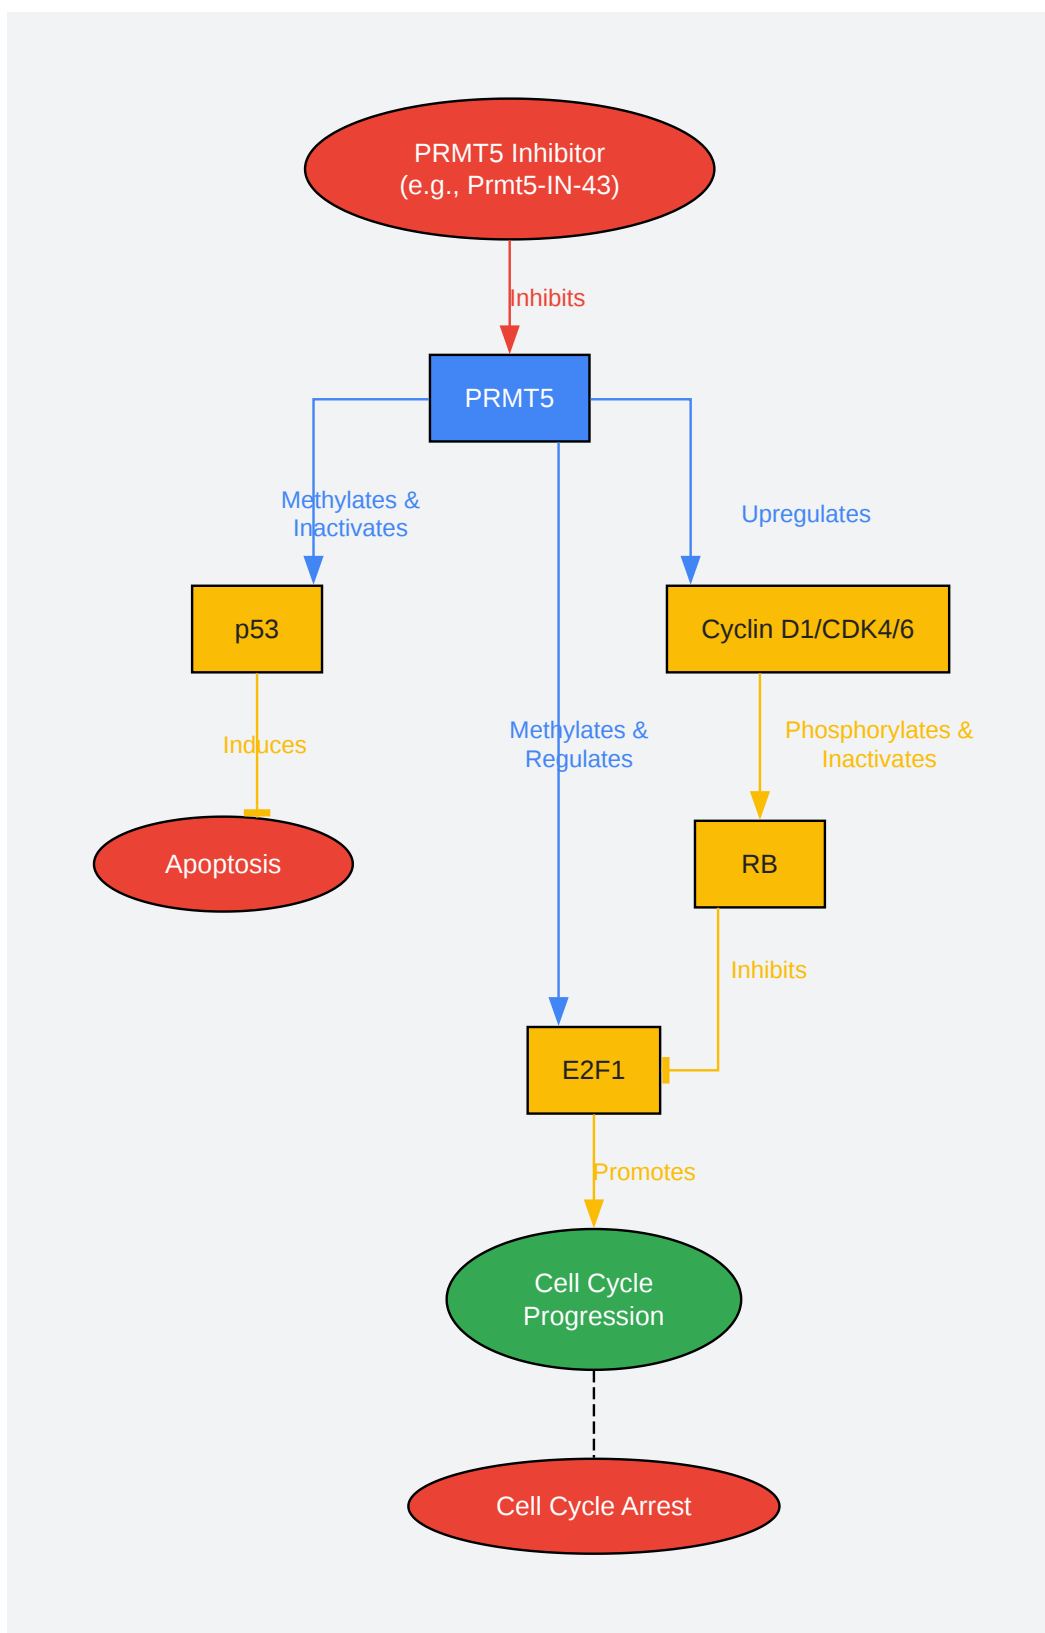 PRMT5 Inhibitor
(e.g., Prmt5-IN-43)
Inhibits
PRMT5
Methylates &
Inactivates
Upregulates
p53
Cyclin D1/CDK4/6
Induces
Methylates &
Regulates
Phosphorylates &
Inactivates
Apoptosis
RB
Inhibits
E2F1
Promotes
Cell Cycle
Progression
Cell Cycle Arrest